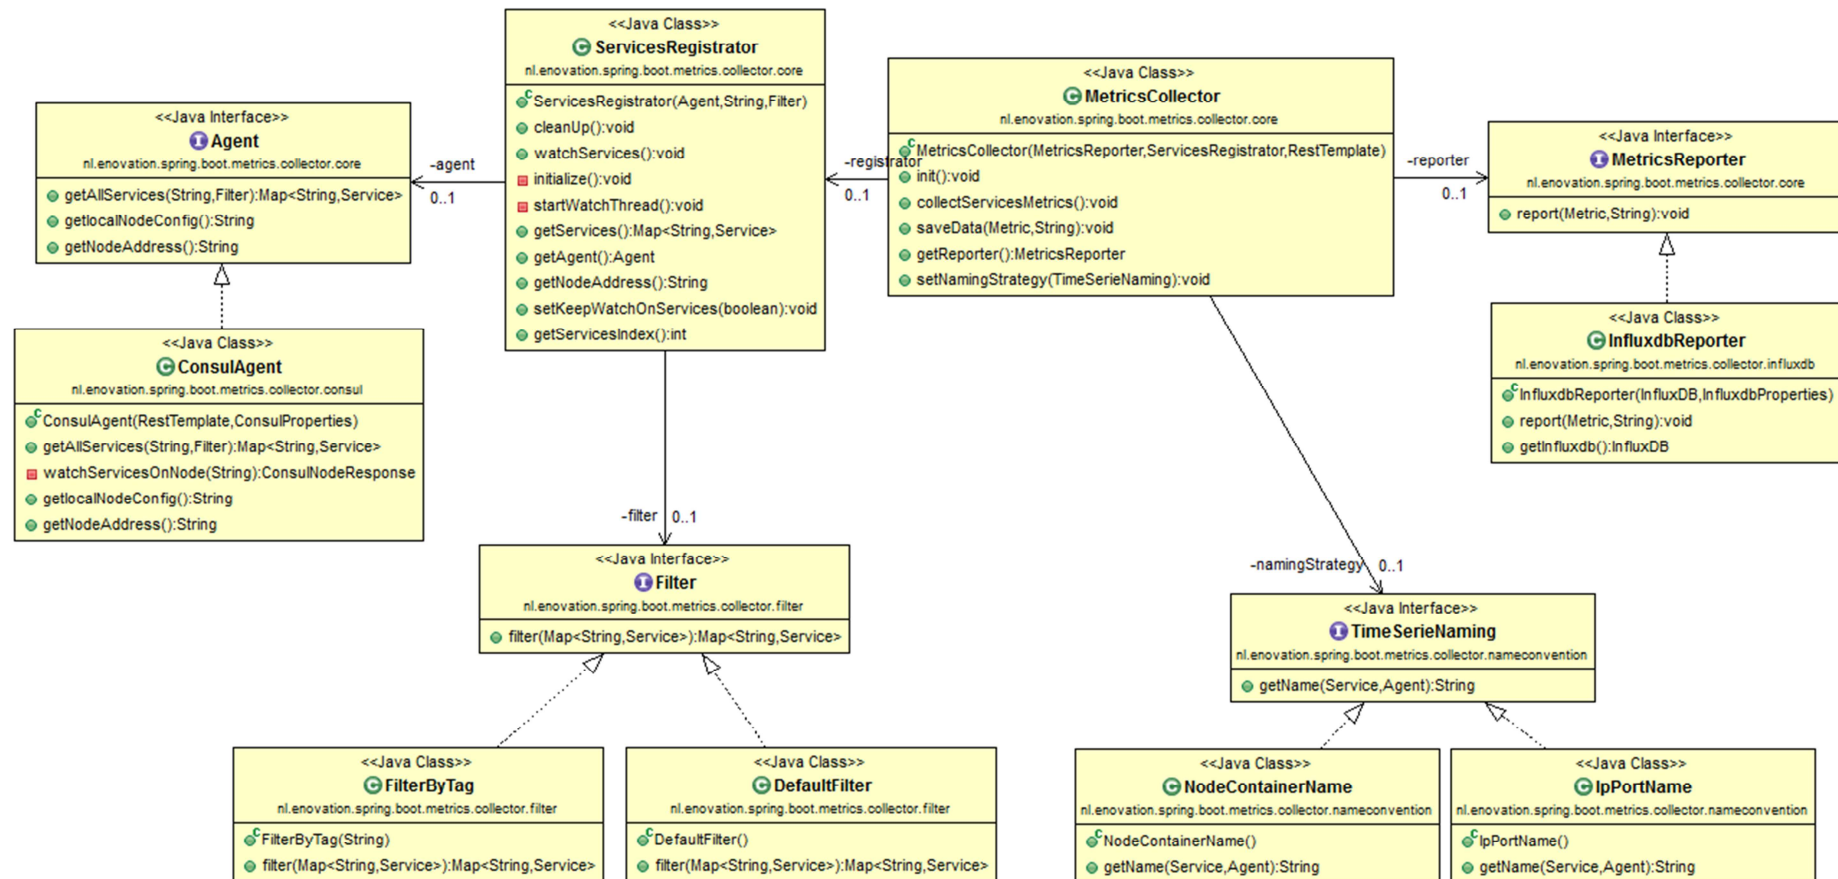 <<Java Class>>
ServicesRegistrator
nl.enovation.spring.boot.metrics.collector.core
ServicesRegistrator(Agent,String,Filter)
cleanUp():void
watchServices():void
initialize():void
startWatchThread():void
getServices():Map<String,Service>
getAgent():Agent
getNodeAddress():String
setKeepWatchOnServices(boolean):void
getServicesIndex():int
<<Java Class>>
MetricsCollector
nl.enovation.spring.boot.metrics.collector.core
MetricsCollector(MetricsReporter,ServicesRegistrator,RestTemplate)
init():void
collectServicesMetrics():void
saveData(Metric,String):void
getReporter():MetricsReporter
setNamingStrategy(TimeSerieNaming):void
<<Java Interface>>
Agent
nl.enovation.spring.boot.metrics.collector.core
getAllServices(String,Filter):Map<String,Service>
getlocalNodeConfig():String
getNodeAddress():String
-agent
0..1
-registrator
0..1
-reporter
0..1
<<Java Interface>>
MetricsReporter
nl.enovation.spring.boot.metrics.collector.core
report(Metric,String):void
<<Java Class>>
ConsulAgent
nl.enovation.spring.boot.metrics.collector.consul
ConsulAgent(RestTemplate,ConsulProperties)
getAllServices(String,Filter):Map<String,Service>
watchServicesOnNode(String):ConsulNodeResponse
getlocalNodeConfig():String
getNodeAddress():String
<<Java Class>>
InfluxdbReporter
nl.enovation.spring.boot.metrics.collector.influxdb
InfluxdbReporter(InfluxDB,InfluxdbProperties)
report(Metric,String):void
getInfluxdb():InfluxDB
-filter 0..1
-namingStrategy 0..1
<<Java Interface>>
Filter
nl.enovation.spring.boot.metrics.collector.filter
filter(Map<String,Service>):Map<String,Service>
<<Java Interface>>
TimeSerieNaming
nl.enovation.spring.boot.metrics.collector.nameconvention
getName(Service,Agent):String
<<Java Class>>
FilterByTag
nl.enovation.spring.boot.metrics.collector.filter
FilterByTag(String)
filter(Map<String,Service>):Map<String,Service>
<<Java Class>>
DefaultFilter
nl.enovation.spring.boot.metrics.collector.filter
DefaultFilter()
filter(Map<String,Service>):Map<String,Service>
<<Java Class>>
NodeContainerName
nl.enovation.spring.boot.metrics.collector.nameconvention
NodeContainerName()
getName(Service,Agent):String
<<Java Class>>
IpPortName
nl.enovation.spring.boot.metrics.collector.nameconvention
IpPortName()
getName(Service,Agent):String